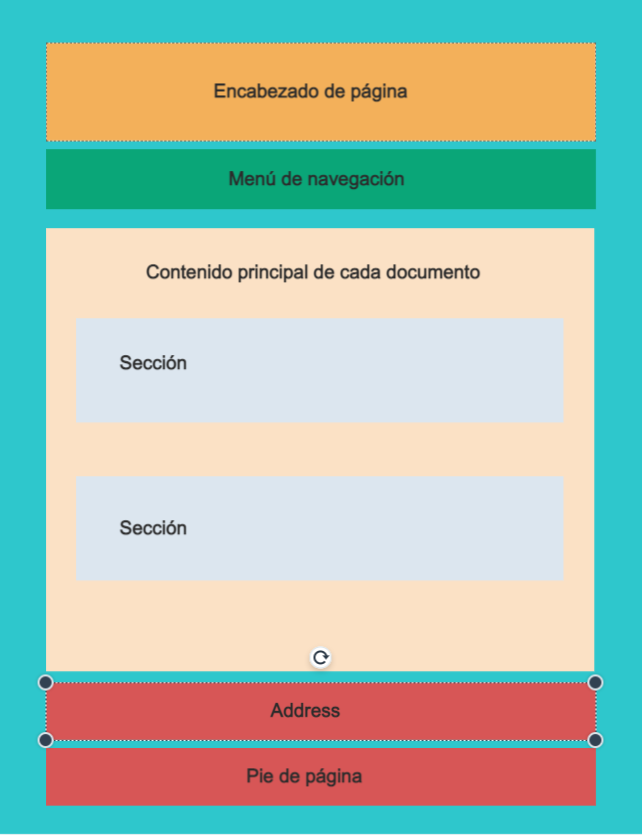 Encabezado de página
Menú de navegación
Contenido principal de cada documento
Sección
Sección
Address
Pie de página